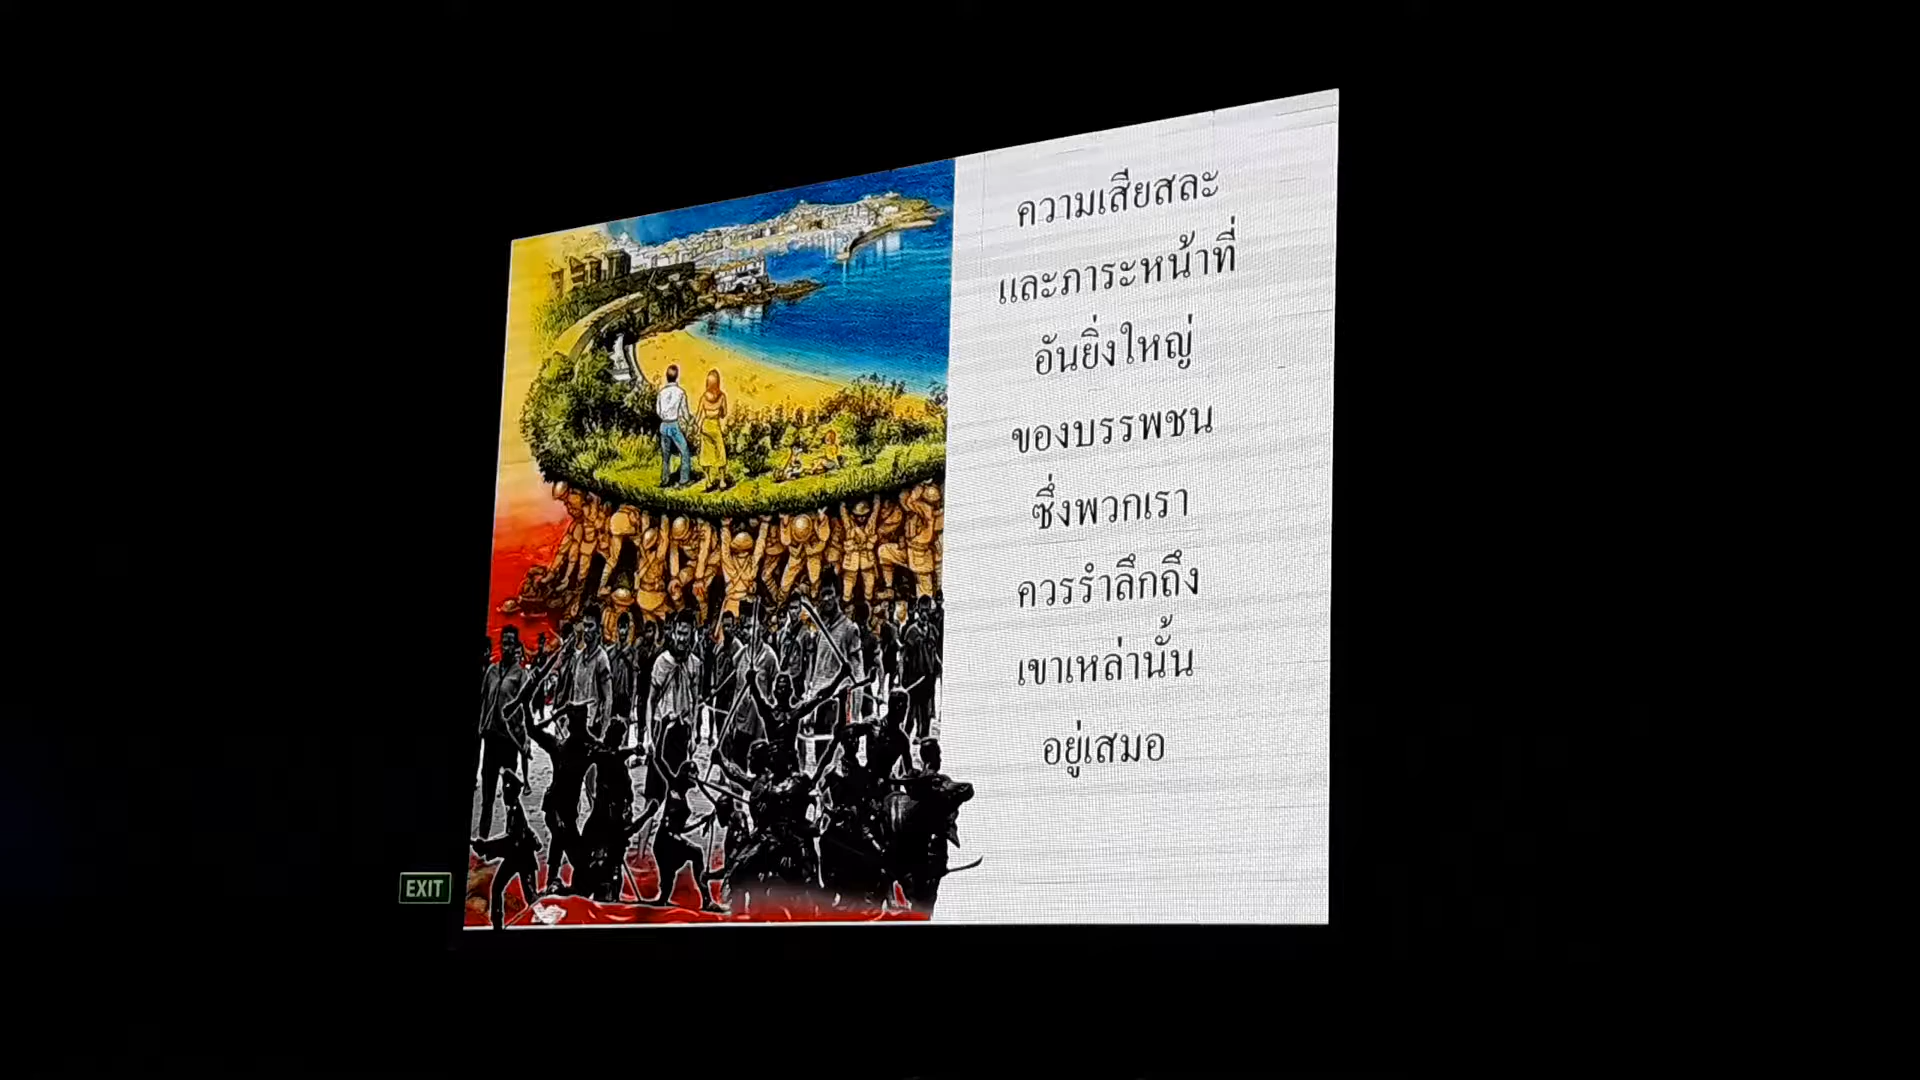 ความเสียสละ
และภาระหน้าที่
อันยิ่งใหญ่
ของบรรพชน
ซึ่งพวกเรา
ควรรำลึกถึง
เขาเหล่านั้น
อยู่เสมอ
EXIT